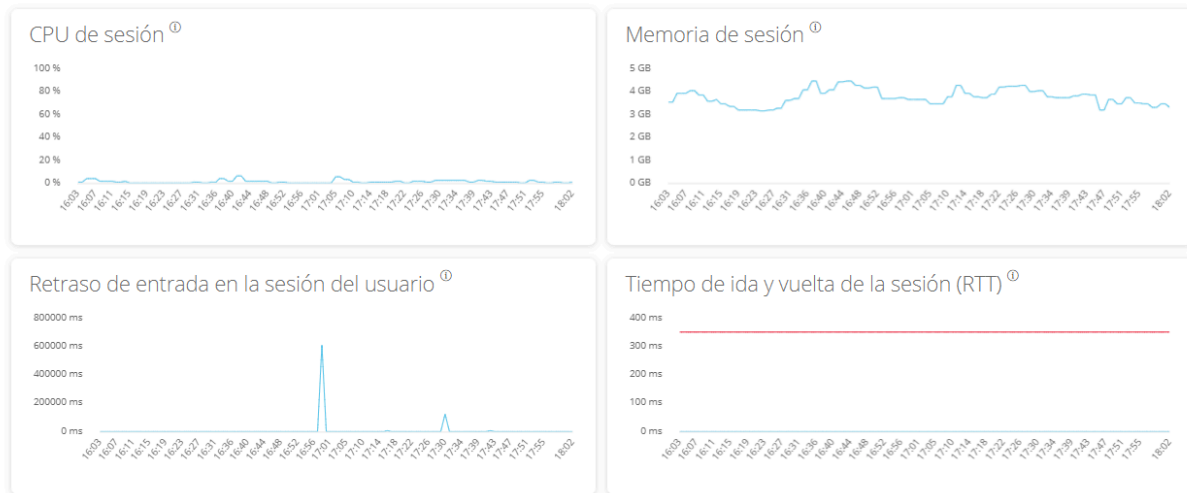 CPU de sesión ⓘ
100 %
80 %
60 %
40 %
20 %
0 %
16:03 16:07 16:11 16:15 16:19 16:23 16:27 16:31 16:36 16:40 16:44 16:48 16:52 16:56 17:01 17:05 17:10 17:14 17:18 17:22 17:26 17:30 17:34 17:39 17:43 17:47 17:51 17:55 18:02
Memoria de sesión ⓘ
5 GB
4 GB
3 GB
2 GB
1 GB
0 GB
16:03 16:07 16:11 16:15 16:19 16:23 16:27 16:31 16:36 16:40 16:44 16:48 16:52 16:56 17:01 17:05 17:10 17:14 17:18 17:22 17:26 17:30 17:34 17:39 17:43 17:47 17:51 17:55 18:02
Retraso de entrada en la sesión del usuario ⓘ
800000 ms
600000 ms
400000 ms
200000 ms
0 ms
16:03 16:07 16:11 16:15 16:19 16:23 16:27 16:31 16:36 16:40 16:44 16:48 16:52 16:56 17:01 17:05 17:10 17:14 17:18 17:22 17:26 17:30 17:34 17:39 17:43 17:47 17:51 17:55 18:02
Tiempo de ida y vuelta de la sesión (RTT) ⓘ
400 ms
300 ms
200 ms
100 ms
0 ms
16:03 16:07 16:11 16:15 16:19 16:23 16:27 16:31 16:36 16:40 16:44 16:48 16:52 16:56 17:01 17:05 17:10 17:14 17:18 17:22 17:26 17:30 17:34 17:39 17:43 17:47 17:51 17:55 18:02